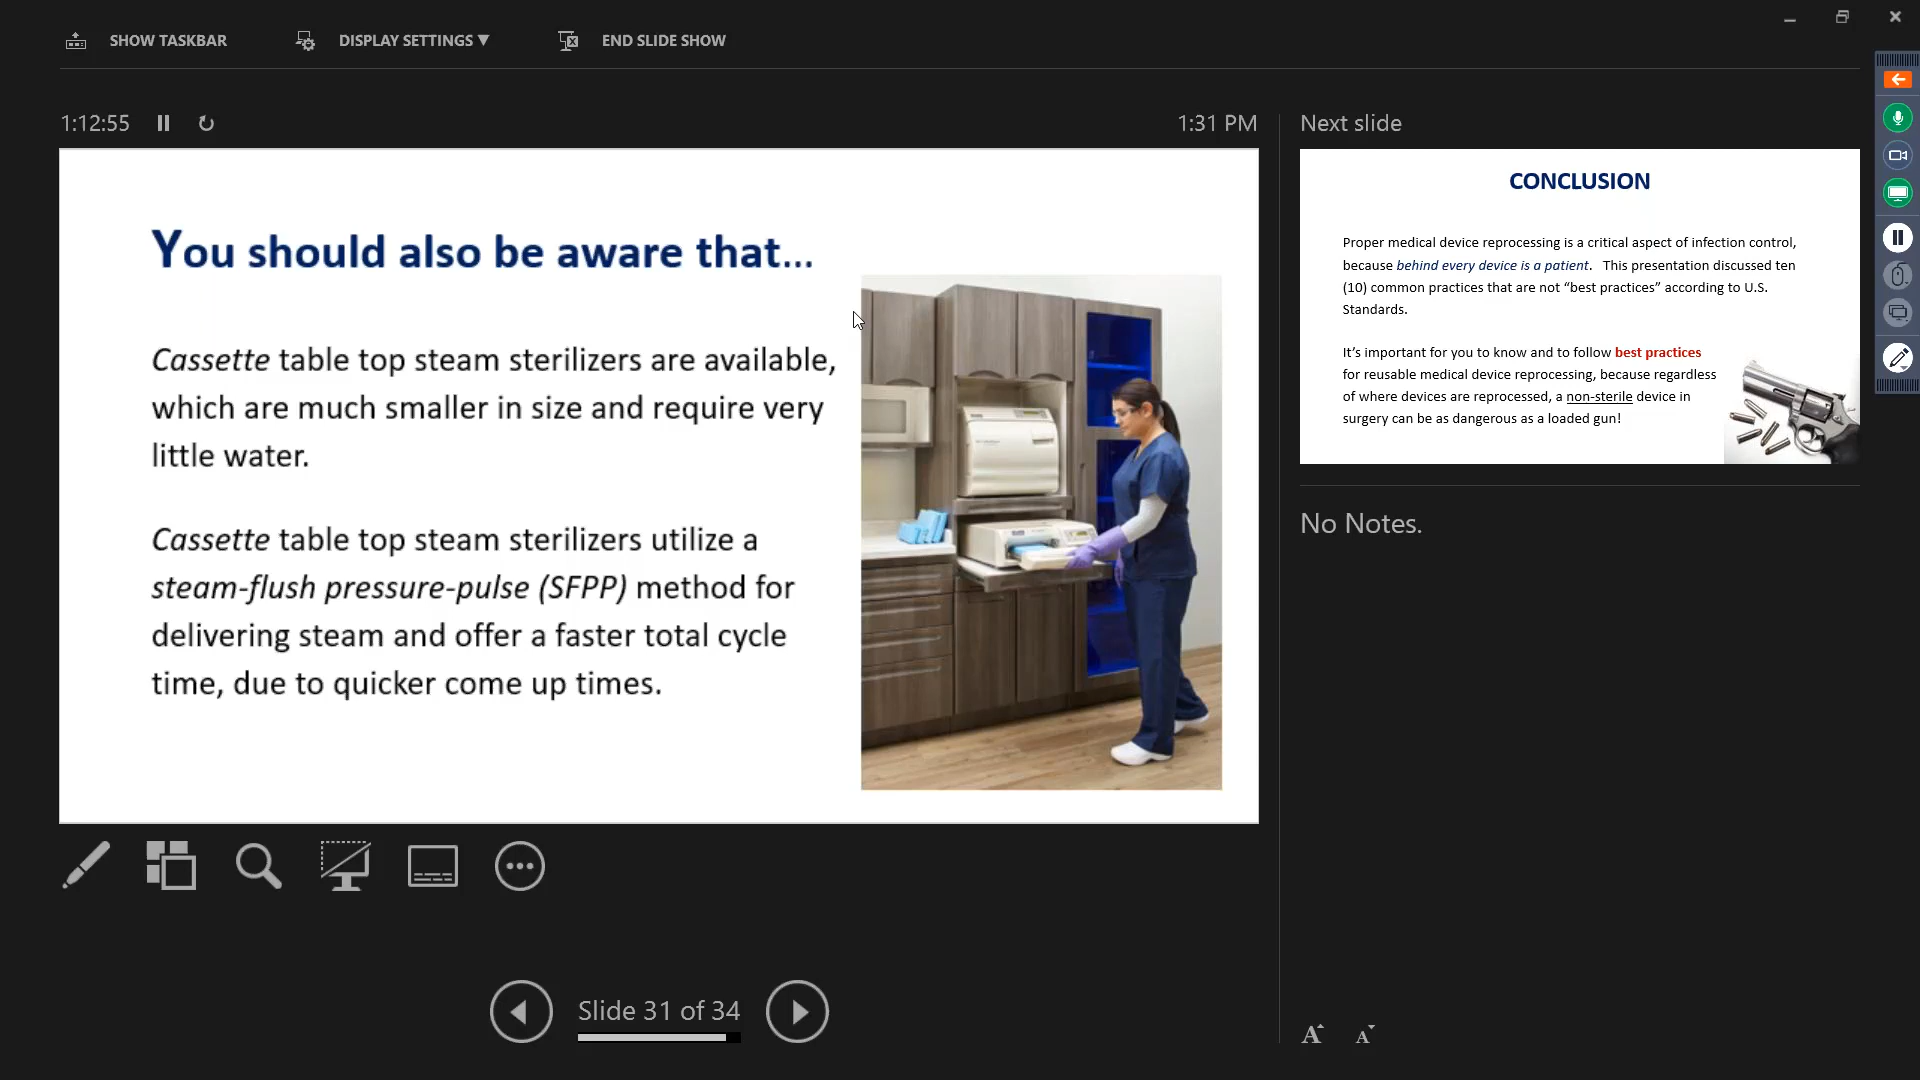 SHOW TASKBAR
DISPLAY SETTINGS ▼
END SLIDE SHOW
1:12:55
1:31 PM
You should also be aware that...
Cassette table top steam sterilizers are available,
which are much smaller in size and require very
little water.
Cassette table top steam sterilizers utilize a
steam-flush pressure-pulse (SFPP) method for
delivering steam and offer a faster total cycle
time, due to quicker come up times.
Slide 31 of 34
Next slide
CONCLUSION
Proper medical device reprocessing is a critical aspect of infection control,
because behind every device is a patient. This presentation discussed ten
(10) common practices that are not “best practices” according to U.S.
Standards.
It’s important for you to know and to follow best practices
for reusable medical device reprocessing, because regardless
of where devices are reprocessed, a non-sterile device in
surgery can be as dangerous as a loaded gun!
No Notes.
A A